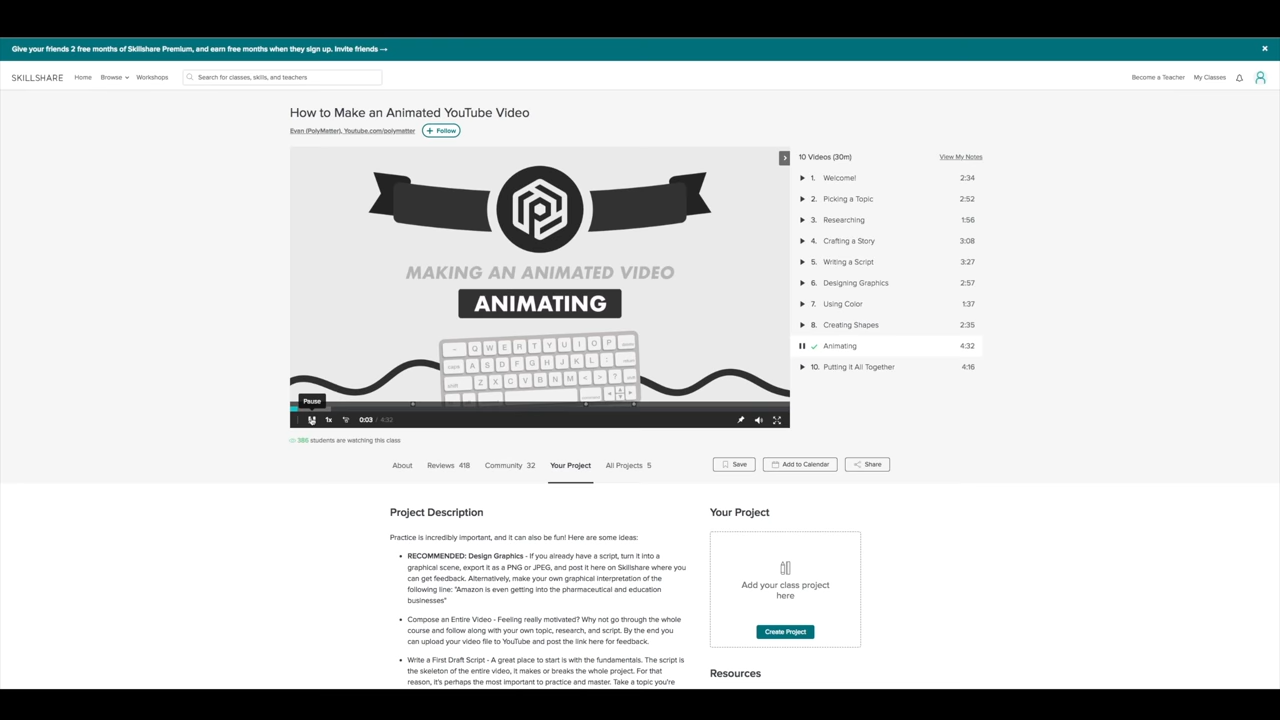 Give your friends 2 free months of Skillshare Premium, and earn free months when they sign up. Invite friends →
SKILLSHARE Home Browse Workshops Search for classes, skills, and teachers Become a Teacher My Classes
How to Make an Animated YouTube Video
Evan (PolyMatter), Youtube.com/polymatter + Follow
10 Videos (30m) View My Notes
1. Welcome! 2:34
2. Picking a Topic 2:52
3. Researching 1:56
4. Crafting a Story 3:08
5. Writing a Script 3:27
6. Designing Graphics 2:57
7. Using Color 1:37
8. Creating Shapes 2:35
Animating 4:32
10. Putting it All Together 4:16
MAKING AN ANIMATED VIDEO
ANIMATING
Q W E R T Y U I O P
A S D F G H J K L
Z X C V B N M < > ?
Pause
1x 0:03 / 4:32
386 students are watching this class
About Reviews 418 Community 32 Your Project All Projects 5 Save Add to Calendar Share
Project Description
Practice is incredibly important, and it can also be fun! Here are some ideas:
• RECOMMENDED: Design Graphics - If you already have a script, turn it into a
graphical scene, export it as a PNG or JPEG, and post it here on Skillshare where you
can get feedback. Alternatively, make your own graphical interpretation of the
following line: "Amazon is even getting into the pharmaceutical and education
businesses"
• Compose an Entire Video - Feeling really motivated? Why not go through the whole
course and follow along with your own topic, research, and script. By the end you
can upload your video file to YouTube and post the link here for feedback.
• Write a First Draft Script - A great place to start is with the fundamentals. The script is
the skeleton of the entire video, it makes or breaks the whole project. For that
reason, it's perhaps the most important to practice and master. Take a topic you're
Your Project
Add your class project
here
Create Project
Resources